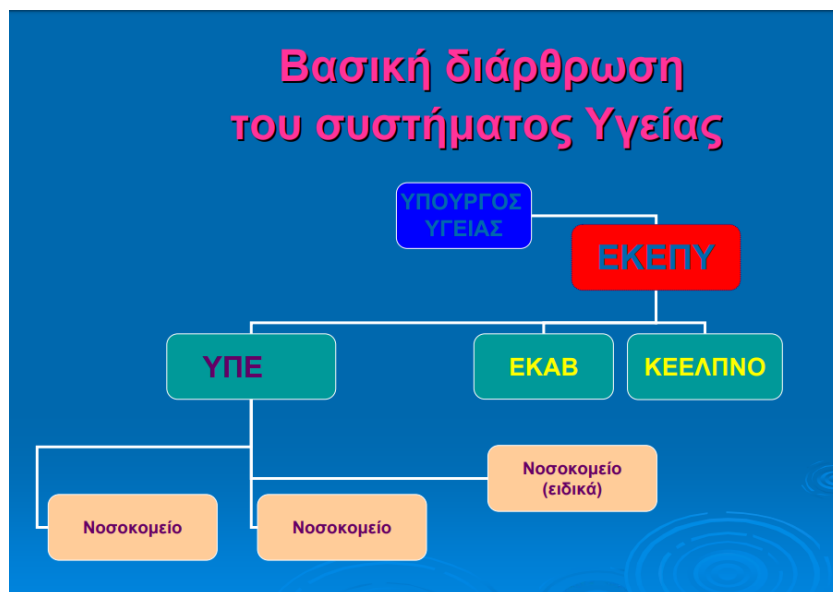 Βασική διάρθρωση
του συστήματος Υγείας
ΥΠΟΥΡΓΟΣ
ΥΓΕΙΑΣ
ΕΚΕΠΥ
ΥΠΕ
ΕΚΑΒ
ΚΕΕΛΠΝΟ
Νοσοκομείο
(ειδικά)
Νοσοκομείο
Νοσοκομείο